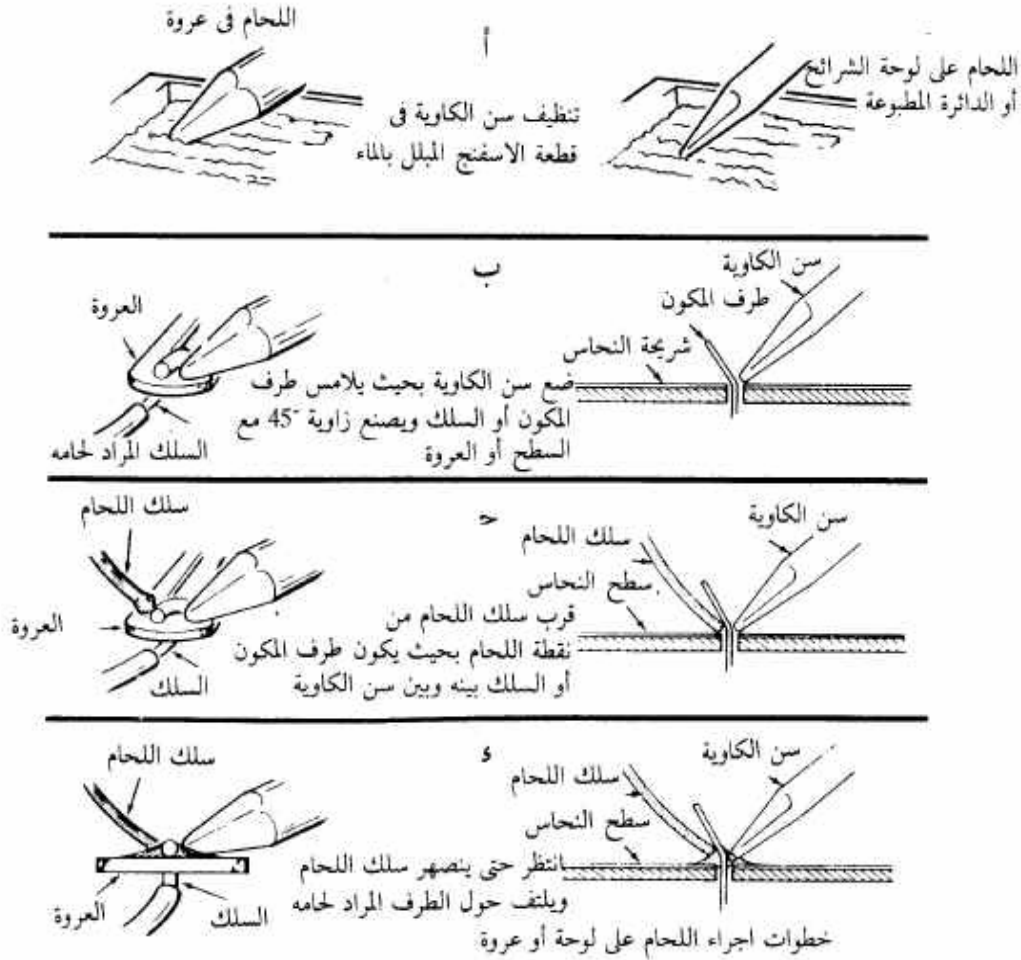 أ
اللحام على لوحة الشرائح
أو الدائرة المطبوعة
اللحام فى عروة
تنظيف سن الكاوية فى
قطعة الاسفنج المبلل بالماء
ب
سن الكاوية
طرف المكون
شريحة النحاس
ضع سن الكاوية بحيث يلامس طرف
المكون أو السلك ويصنع زاوية 45° مع
السطح أو العروة
العروة
السلك المراد لحامه
حـ
سن الكاوية
سلك اللحام
سطح النحاس
قرب سلك اللحام من
نقطة اللحام بحيث يكون طرف المكون
أو السلك بينه وبين سن الكاوية
سلك اللحام
العروة
السلك
د
سن الكاوية
سلك اللحام
سطح النحاس
انتظر حتى ينصهر سلك اللحام
ويلتف حول الطرف المراد لحامه
سلك اللحام
العروة
السلك
خطوات اجراء اللحام على لوحة أو عروة